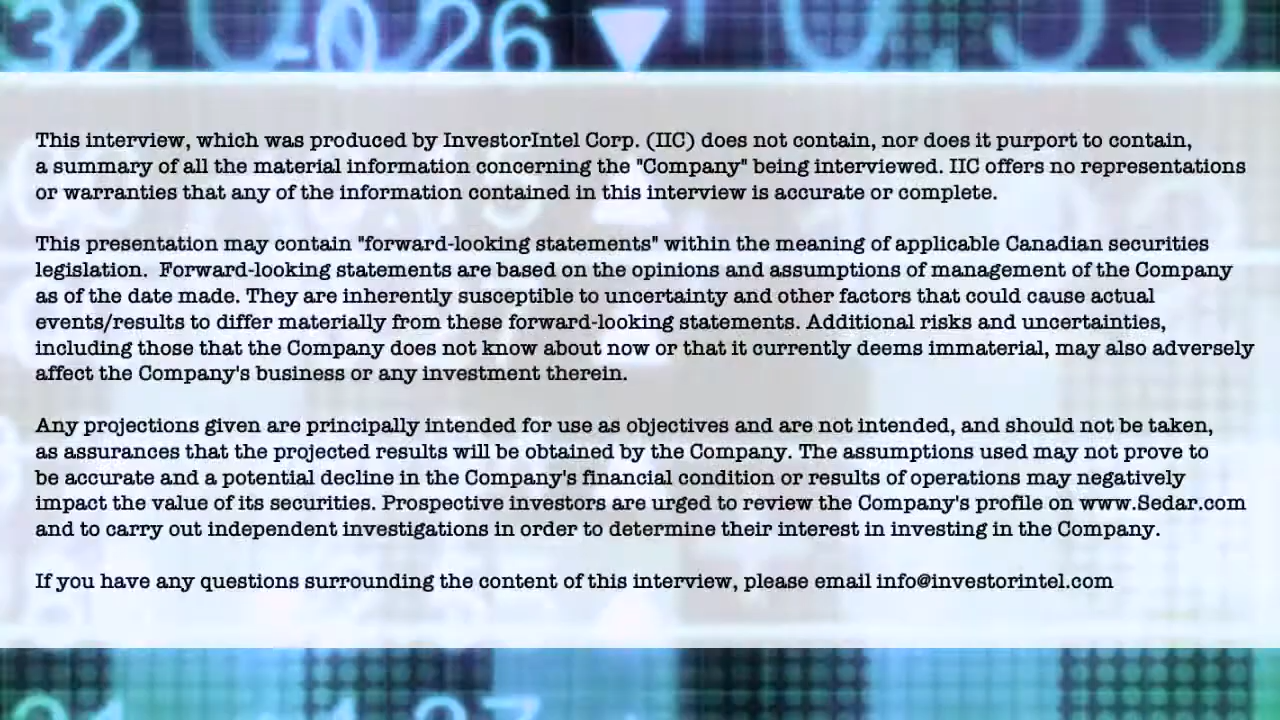 32 -0.26 ▼ 0.55
This interview, which was produced by InvestorIntel Corp. (IIC) does not contain, nor does it purport to contain,
a summary of all the material information concerning the "Company" being interviewed. IIC offers no representations
or warranties that any of the information contained in this interview is accurate or complete.
This presentation may contain "forward-looking statements" within the meaning of applicable Canadian securities
legislation.  Forward-looking statements are based on the opinions and assumptions of management of the Company
as of the date made. They are inherently susceptible to uncertainty and other factors that could cause actual
events/results to differ materially from these forward-looking statements. Additional risks and uncertainties,
including those that the Company does not know about now or that it currently deems immaterial, may also adversely
affect the Company's business or any investment therein.
Any projections given are principally intended for use as objectives and are not intended, and should not be taken,
as assurances that the projected results will be obtained by the Company. The assumptions used may not prove to
be accurate and a potential decline in the Company's financial condition or results of operations may negatively
impact the value of its securities. Prospective investors are urged to review the Company's profile on www.Sedar.com
and to carry out independent investigations in order to determine their interest in investing in the Company.
If you have any questions surrounding the content of this interview, please email info@investorintel.com